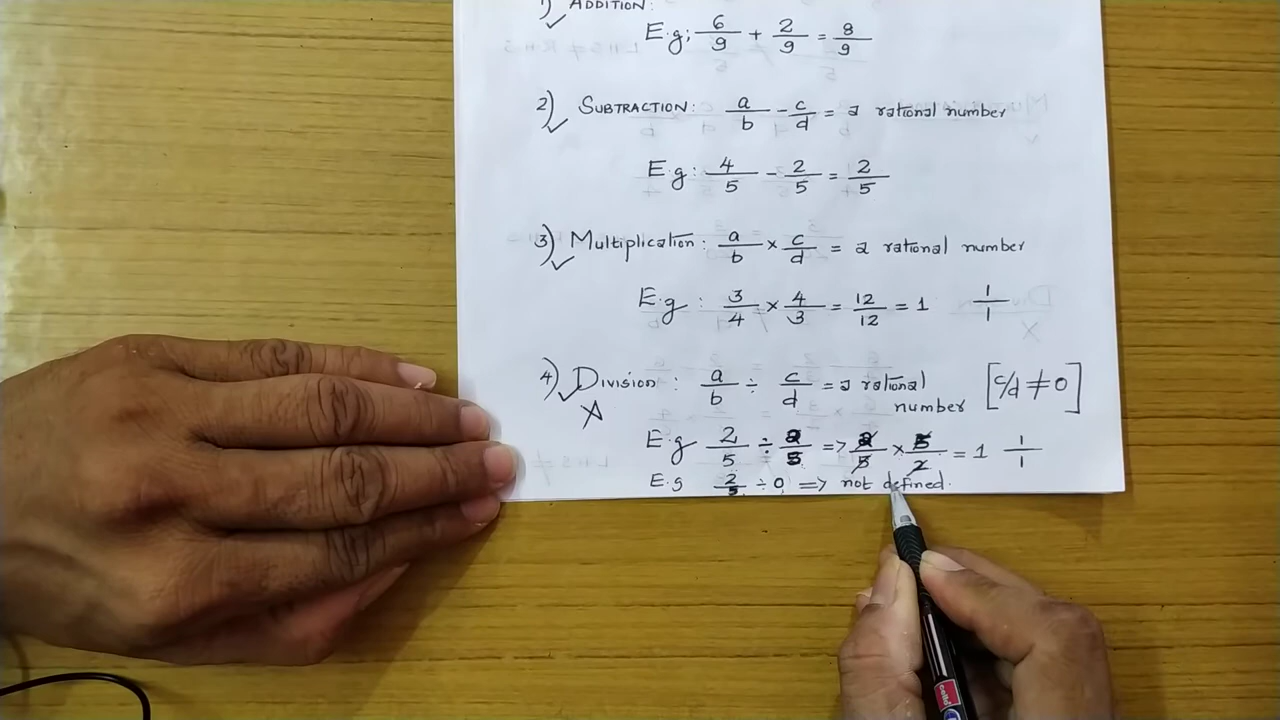 1) ADDITION:
E.g; 6/9 + 2/9 = 8/9
2) SUBTRACTION: a/b - c/d = a rational number
E.g: 4/5 - 2/5 = 2/5
3) Multiplication: a/b × c/d = a rational number
E.g: 3/4 × 4/3 = 12/12 = 1 1/1
4) DIVISION: a/b ÷ c/d = a rational number [c/d ≠ 0]
E.g 2/5 ÷ 2/5 => 2/5 × 5/2 = 1 1/1
E.g 2/5 ÷ 0 => not defined.